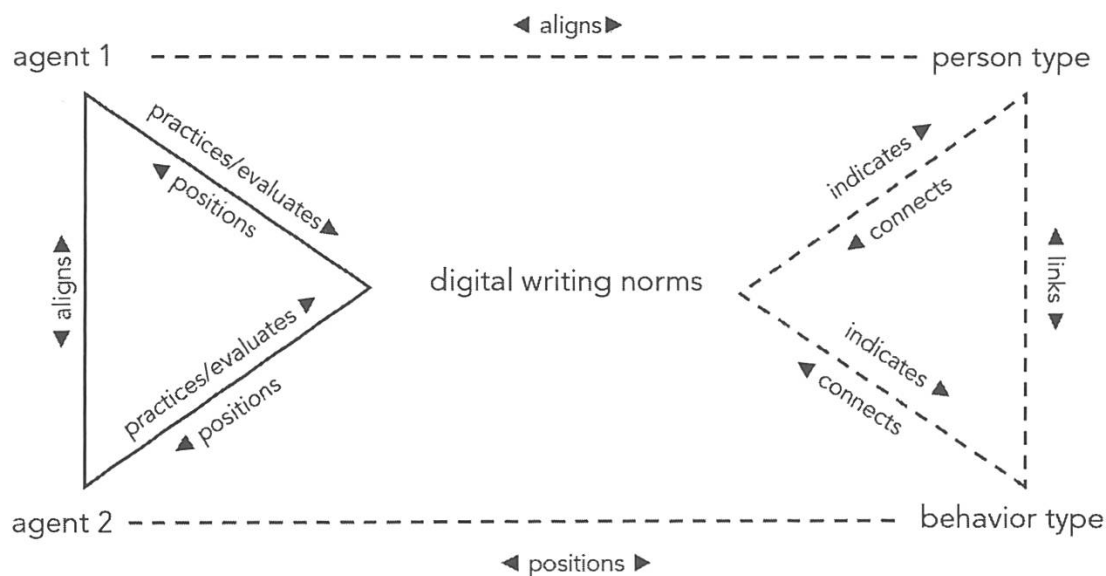 ◄ aligns ►
agent 1
person type
practices/evaluates ►
◄ positions
indicates ►
◄ connects
◄ aligns ►
digital writing norms
◄ links ►
practices/evaluates ►
◄ positions
indicates ►
◄ connects
agent 2
behavior type
◄ positions ►